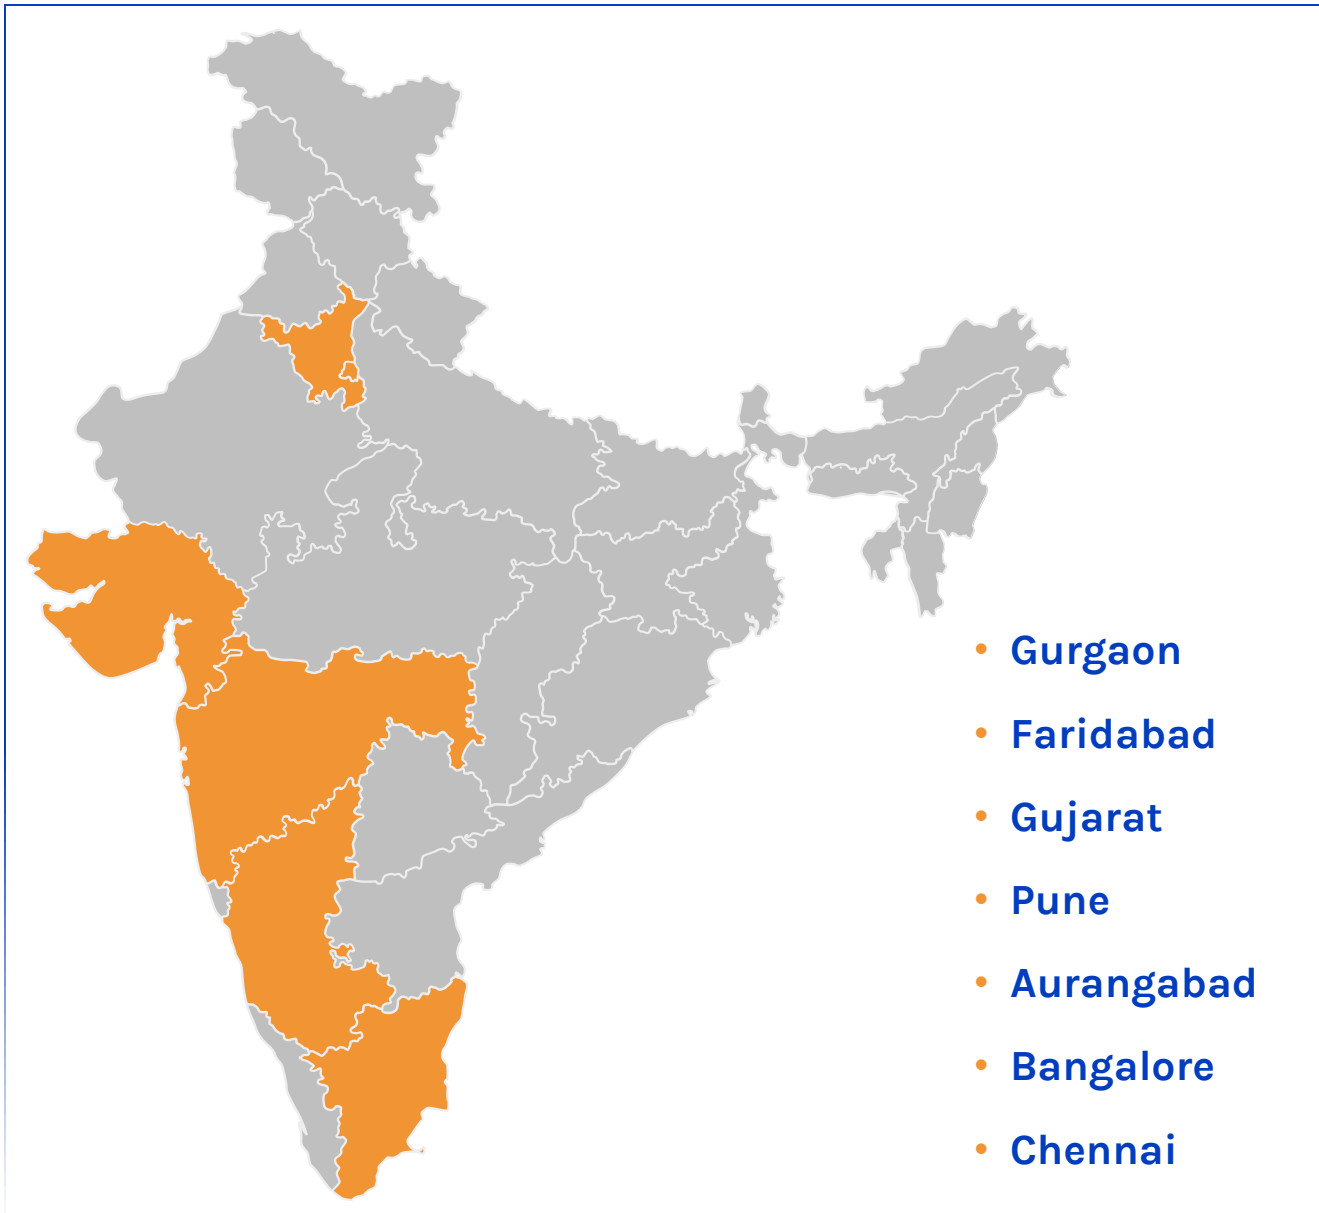 • Gurgaon
• Faridabad
• Gujarat
• Pune
• Aurangabad
• Bangalore
• Chennai